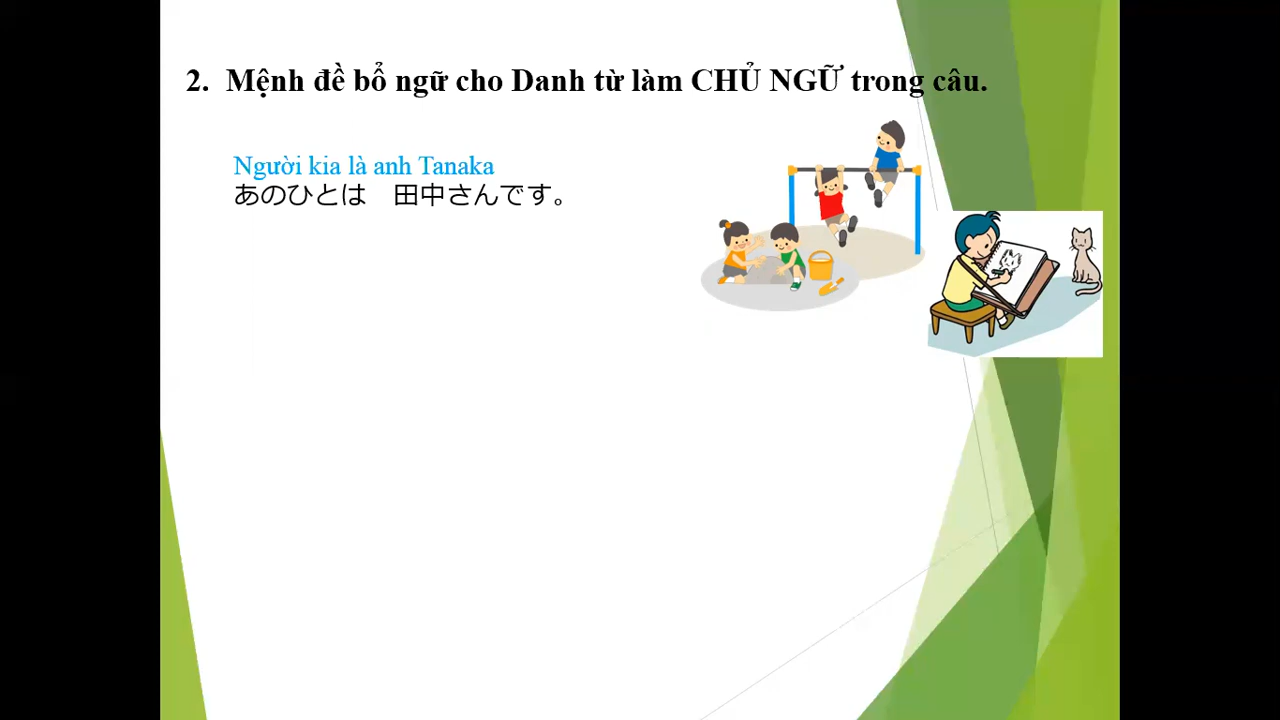 2. Mệnh đề bổ ngữ cho Danh từ làm CHỦ NGỮ trong câu.
Người kia là anh Tanaka
あのひとは　田中さんです。